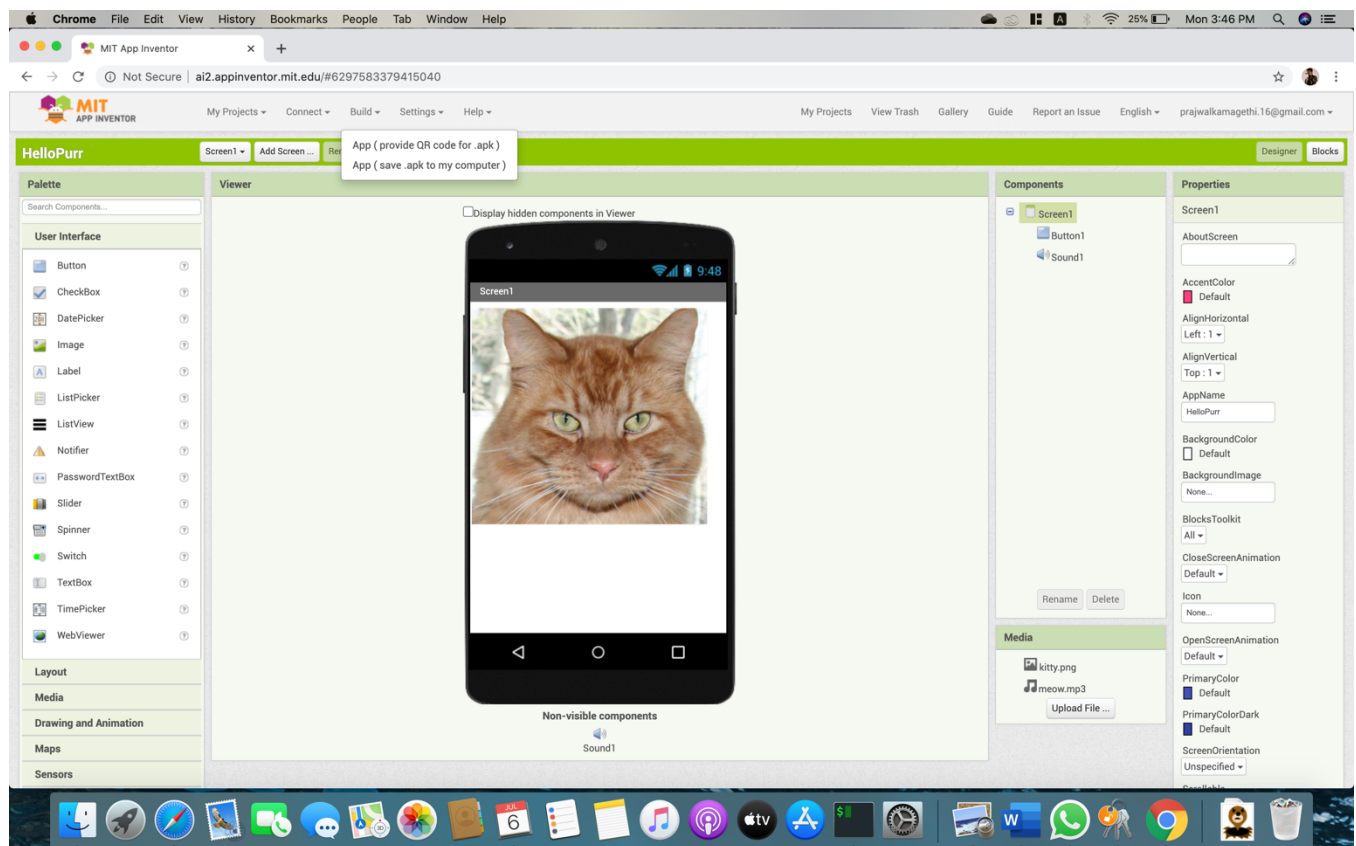 Chrome File Edit View History Bookmarks People Tab Window Help 25% Mon 3:46 PM
MIT App Inventor
Not Secure | ai2.appinventor.mit.edu/#6297583379415040
MIT
APP INVENTOR
My Projects Connect Build Settings Help My Projects View Trash Gallery Guide Report an Issue English prajwalkamagethi.16@gmail.com
App ( provide QR code for .apk )
App ( save .apk to my computer )
HelloPurr Screen1 Add Screen ... Designer Blocks
Palette Viewer Components Properties
Search Components...
User Interface
Button
CheckBox
DatePicker
Image
Label
ListPicker
ListView
Notifier
PasswordTextBox
Slider
Spinner
Switch
TextBox
TimePicker
WebViewer
Layout
Media
Drawing and Animation
Maps
Sensors
Display hidden components in Viewer
9:48
Screen1
Non-visible components
Sound1
Screen1
Button1
Sound1
Rename Delete
Media
kitty.png
meow.mp3
Upload File ...
Screen1
AboutScreen
AccentColor
Default
AlignHorizontal
Left : 1
AlignVertical
Top : 1
AppName
HelloPurr
BackgroundColor
Default
BackgroundImage
None...
BlocksToolkit
All
CloseScreenAnimation
Default
Icon
None...
OpenScreenAnimation
Default
PrimaryColor
Default
PrimaryColorDark
Default
ScreenOrientation
Unspecified
JUL
6
tv
W